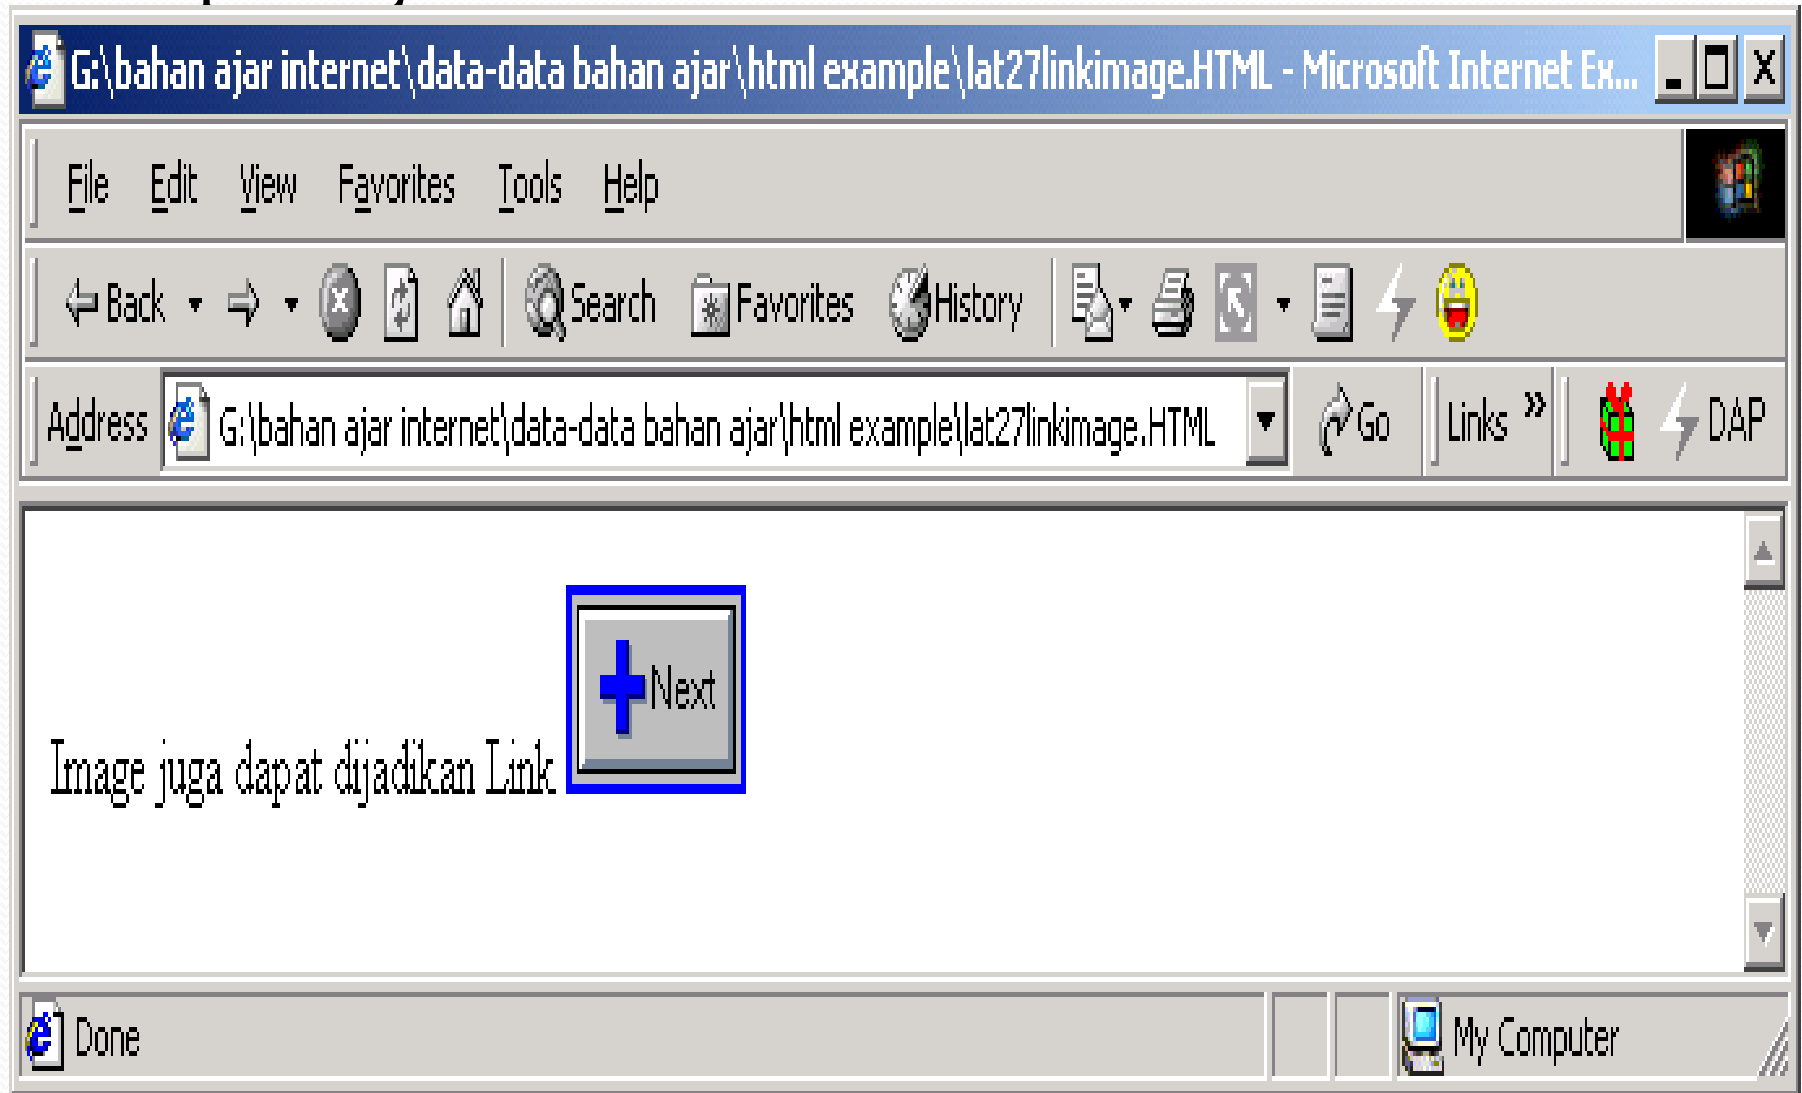 G:\bahan ajar internet\data-data bahan ajar\html example\lat27linkimage.HTML - Microsoft Internet Ex...
File Edit View Favorites Tools Help
Back Search Favorites History
Address G:\bahan ajar internet\data-data bahan ajar\html example\lat27linkimage.HTML Go Links » DAP
Next
Image juga dapat dijadikan Link
Done My Computer